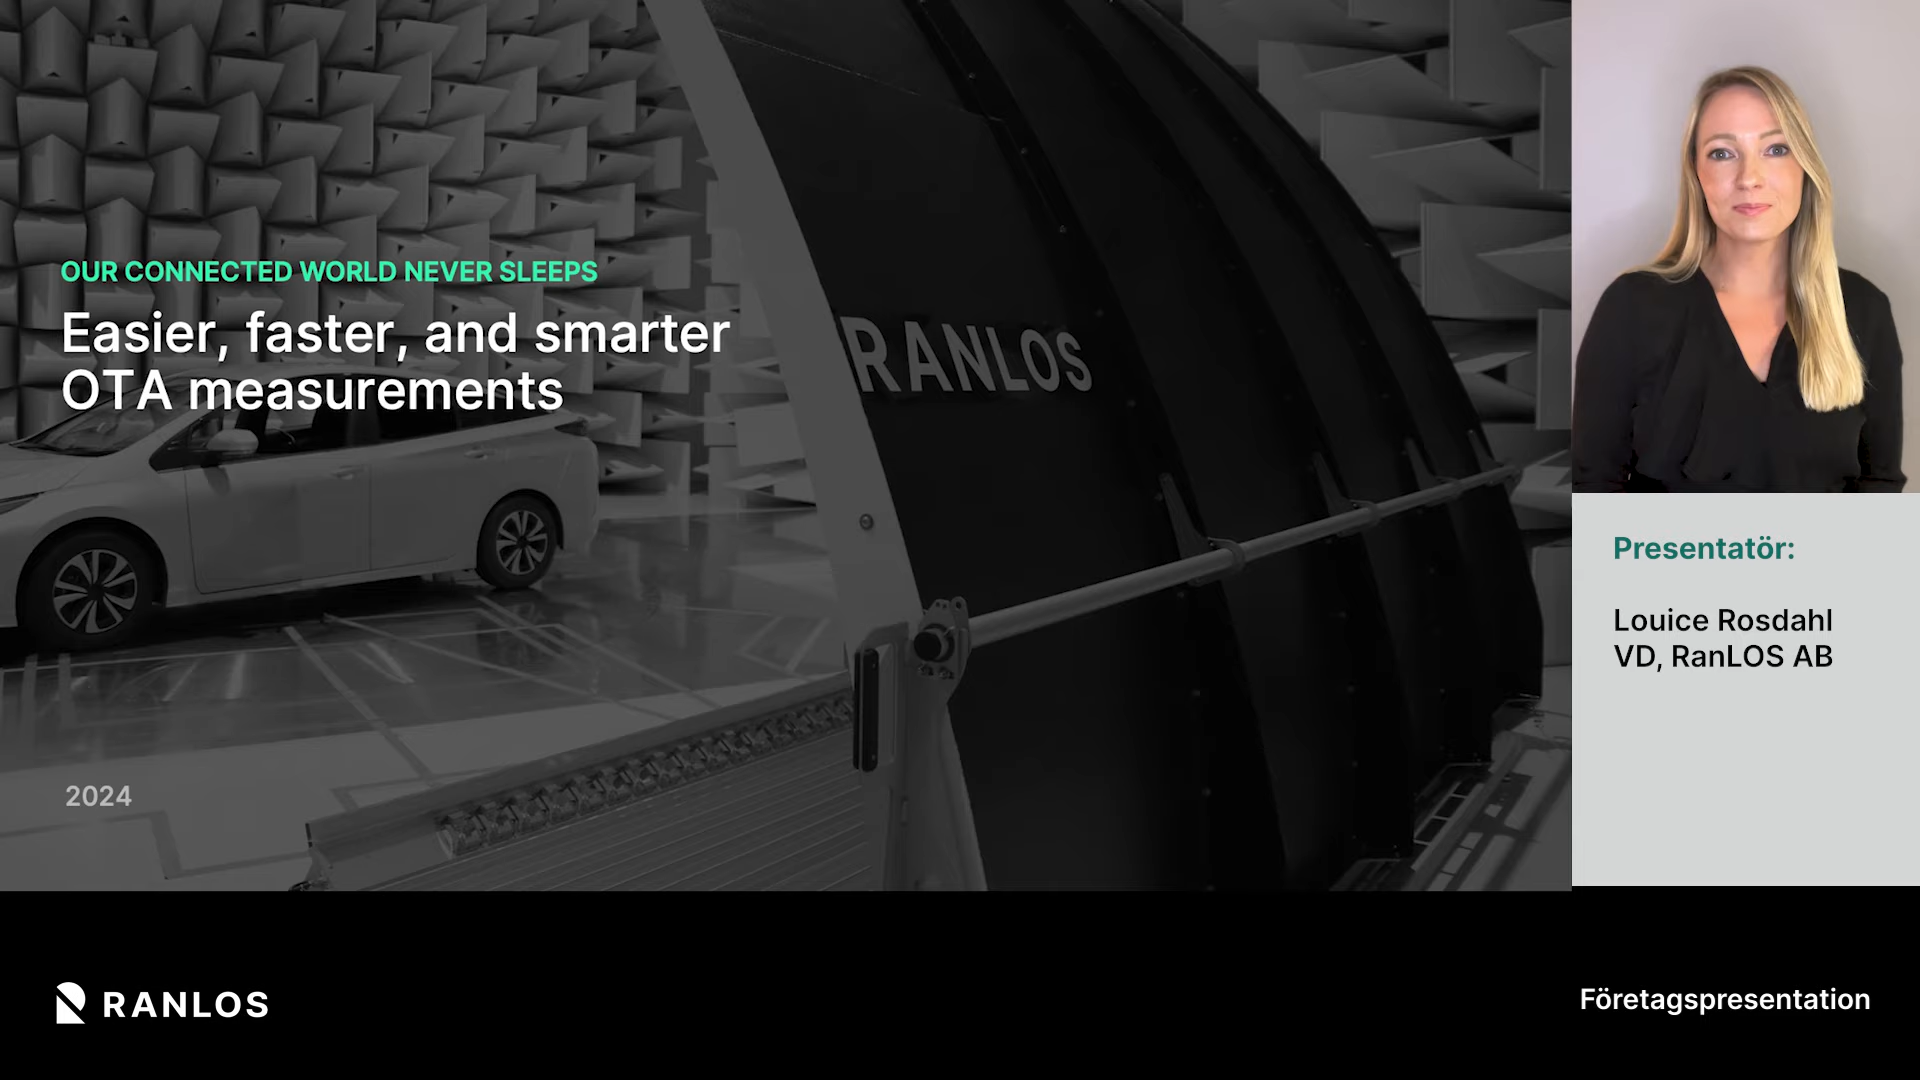 OUR CONNECTED WORLD NEVER SLEEPS
Easier, faster, and smarter
OTA measurements
RANLOS
2024
Presentatör:
Louice Rosdahl
VD, RanLOS AB
RANLOS
Företagspresentation